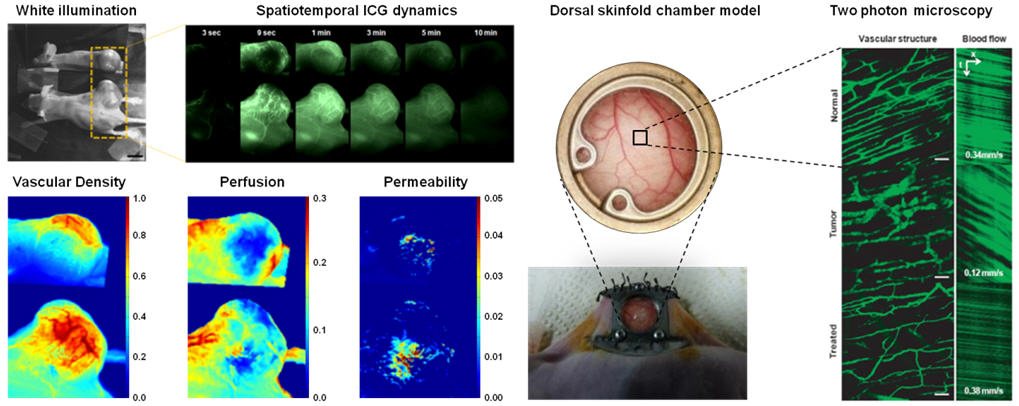 White illumination
Spatiotemporal ICG dynamics
3 sec 9 sec 1 min 3 min 5 min 10 min
Vascular Density
1.0
0.8
0.6
0.4
0.2
0.0
Perfusion
0.3
0.2
0.1
0.0
Permeability
0.05
0.04
0.03
0.02
0.01
0.00
Dorsal skinfold chamber model
Two photon microscopy
Vascular structure Blood flow
x
t
Normal
0.34mm/s
Tumor
0.12 mm/s
Treated
0.38 mm/s